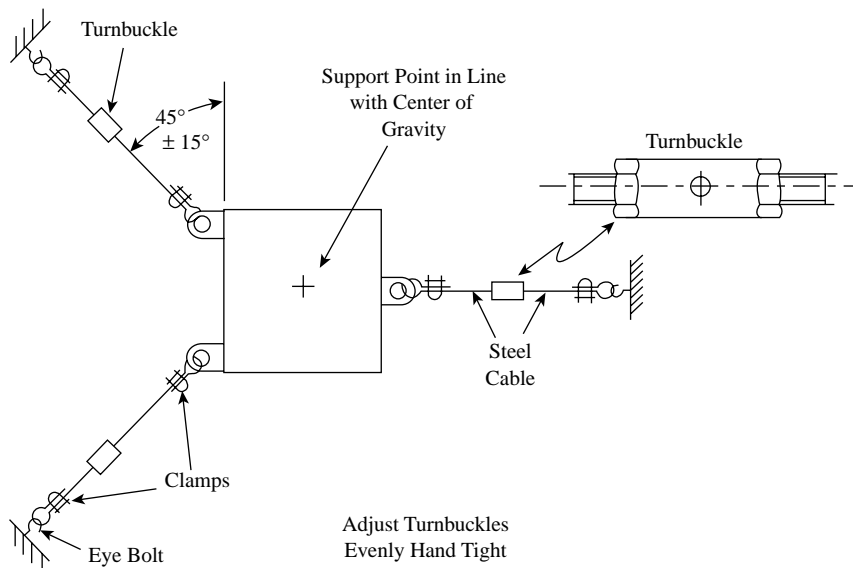 Turnbuckle
Support Point in Line
with Center of
Gravity
45°
± 15°
Turnbuckle
Steel
Cable
Clamps
Eye Bolt
Adjust Turnbuckles
Evenly Hand Tight